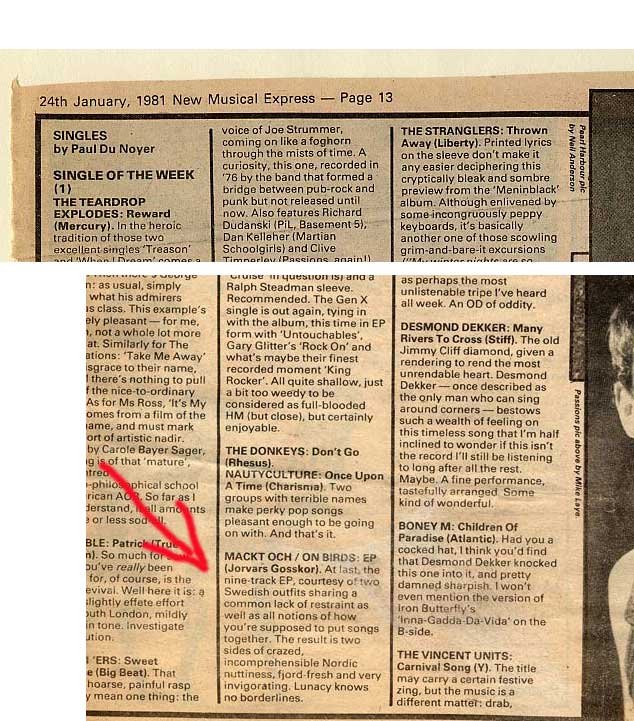 24th January, 1981 New Musical Express — Page 13
SINGLES
by Paul Du Noyer
SINGLE OF THE WEEK
(1)
THE TEARDROP
EXPLODES: Reward
(Mercury). In the heroic
tradition of those two
excellent singles 'Treason'
and 'When I Dream' comes a
voice of Joe Strummer,
coming on like a foghorn
through the mists of time. A
curiosity, this one, recorded in
'76 by the band that formed a
bridge between pub-rock and
punk but not released until
now. Also features Richard
Dudanski (PiL, Basement 5);
Dan Kelleher (Martian
Schoolgirls) and Clive
Timperley (Passions, again!)
THE STRANGLERS: Thrown
Away (Liberty). Printed lyrics
on the sleeve don't make it
any easier deciphering this
cryptically bleak and sombre
preview from the 'Meninblack'
album. Although enlivened by
some incongruously peppy
keyboards, it's basically
another one of those scowling
grim-and-bare-it excursions
("My winter nights are so
Pearl Harbour pic
by Neil Anderson
George
m: as usual, simply
what his admirers
as class. This example's
ely pleasant — for me,
n, not a whole lot more
at. Similarly for The
ations: 'Take Me Away'
sgrace to their name,
there's nothing to pull
f the nice-to-ordinary
As for Ms Ross, 'It's My
omes from a film of the
ame, and must mark
ort of artistic nadir.
by Carole Bayer Sager,
is of that 'mature',
-philosophical school
rican AOR. So far as I
derstand, it all amounts
e or less sod all.
BLE: Patrick (True
n). So much for
ou've really been
for, of course, is the
evival. Well here it is: a
slightly effete effort
outh London, mildly
in tone. Investigate
ution.
'ERS: Sweet
e (Big Beat). That
hoarse, painful rasp
y mean one thing: the
'Cruise' in question is) and a
Ralph Steadman sleeve.
Recommended. The Gen X
single is out again, tying in
with the album, this time in EP
form with 'Untouchables',
Gary Glitter's 'Rock On' and
what's maybe their finest
recorded moment 'King
Rocker'. All quite shallow, just
a bit too weedy to be
considered as full-blooded
HM (but close), but certainly
enjoyable.
THE DONKEYS: Don't Go
(Rhesus).
NAUTYCULTURE: Once Upon
A Time (Charisma). Two
groups with terrible names
make perky pop songs
pleasant enough to be going
on with. And that's it.
MACKT OCH / ON BIRDS: EP
(Jorvars Gosskor). At last, the
nine-track EP, courtesy of two
Swedish outfits sharing a
common lack of restraint as
well as all notions of how
you're supposed to put songs
together. The result is two
sides of crazed,
incomprehensible Nordic
nuttiness, fjord-fresh and very
invigorating. Lunacy knows
no borderlines.
as perhaps the most
unlistenable tripe I've heard
all week. An OD of oddity.
DESMOND DEKKER: Many
Rivers To Cross (Stiff). The old
Jimmy Cliff diamond, given a
rendering to rend the most
unrendable heart. Desmond
Dekker — once described as
the only man who can sing
around corners — bestows
such a wealth of feeling on
this timeless song that I'm half
inclined to wonder if this isn't
the record I'll still be listening
to long after all the rest.
Maybe. A fine performance,
tastefully arranged. Some
kind of wonderful.
BONEY M: Children Of
Paradise (Atlantic). Had you a
cocked hat, I think you'd find
that Desmond Dekker knocked
this one into it, and pretty
damned sharpish. I won't
even mention the version of
Iron Butterfly's
'Inna-Gadda-Da-Vida' on the
B-side.
THE VINCENT UNITS:
Carnival Song (Y). The title
may carry a certain festive
zing, but the music is a
different matter: drab,
Passions pic above by Mike Laye